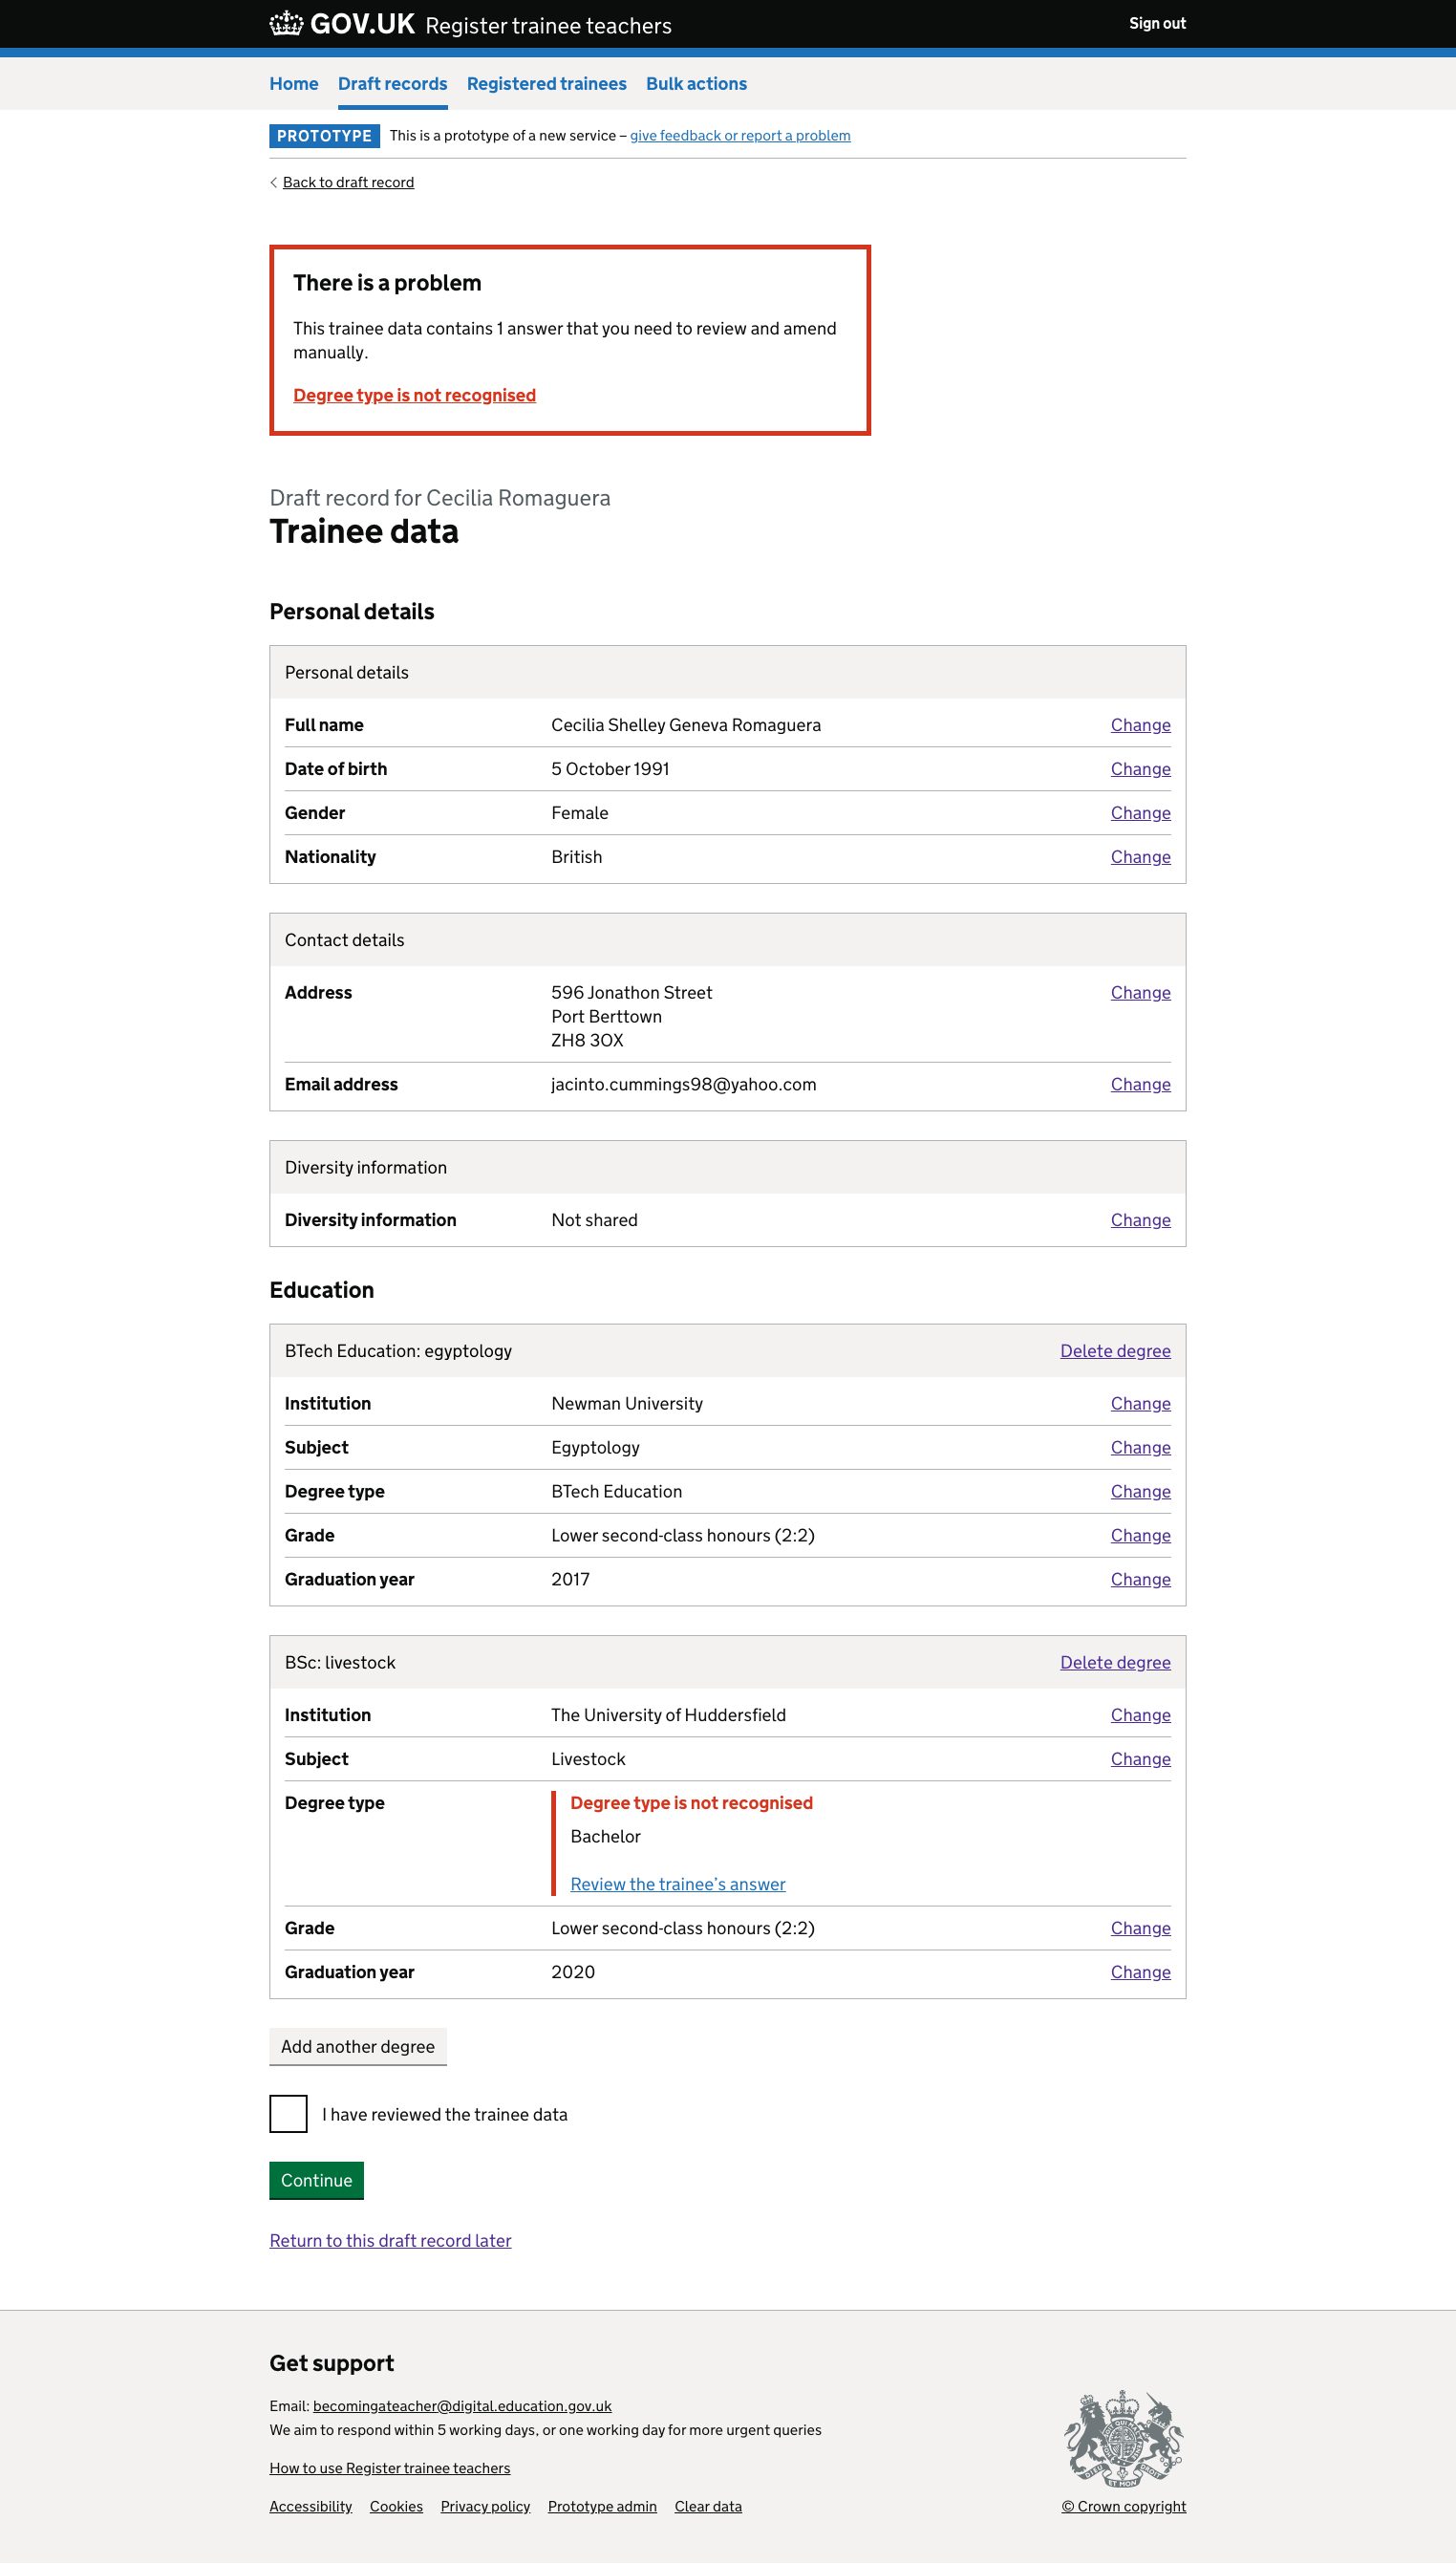 GOV.UK Register trainee teachers Sign out
Home Draft records Registered trainees Bulk actions
PROTOTYPE This is a prototype of a new service – give feedback or report a problem
Back to draft record
There is a problem
This trainee data contains 1 answer that you need to review and amend
manually.
Degree type is not recognised
Draft record for Cecilia Romaguera
Trainee data
Personal details
Personal details
Full name Cecilia Shelley Geneva Romaguera Change
Date of birth 5 October 1991 Change
Gender Female Change
Nationality British Change
Contact details
Address 596 Jonathon Street Change
Port Berttown
ZH8 3OX
Email address jacinto.cummings98@yahoo.com Change
Diversity information
Diversity information Not shared Change
Education
BTech Education: egyptology Delete degree
Institution Newman University Change
Subject Egyptology Change
Degree type BTech Education Change
Grade Lower second-class honours (2:2) Change
Graduation year 2017 Change
BSc: livestock Delete degree
Institution The University of Huddersfield Change
Subject Livestock Change
Degree type Degree type is not recognised
Bachelor
Review the trainee’s answer
Grade Lower second-class honours (2:2) Change
Graduation year 2020 Change
Add another degree
I have reviewed the trainee data
Continue
Return to this draft record later
Get support
Email: becomingateacher@digital.education.gov.uk
We aim to respond within 5 working days, or one working day for more urgent queries
How to use Register trainee teachers
Accessibility Cookies Privacy policy Prototype admin Clear data © Crown copyright